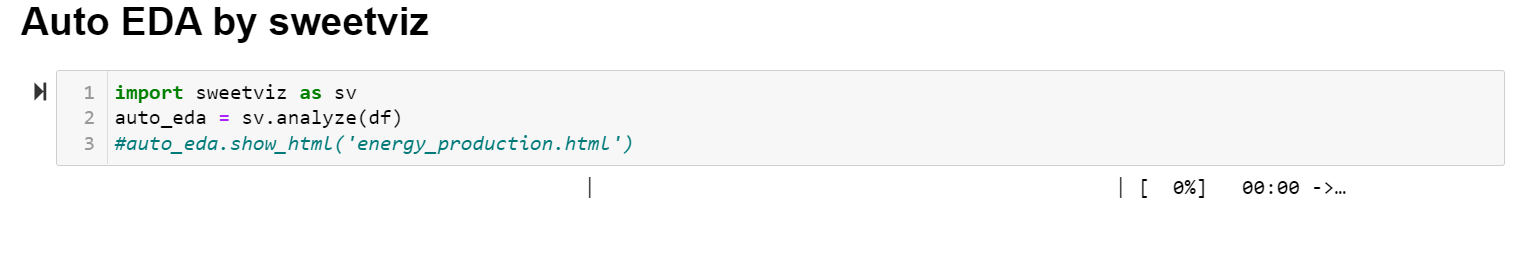 Auto EDA by sweetviz
1 import sweetviz as sv
2 auto_eda = sv.analyze(df)
3 #auto_eda.show_html('energy_production.html')
| | [ 0%] 00:00 ->…